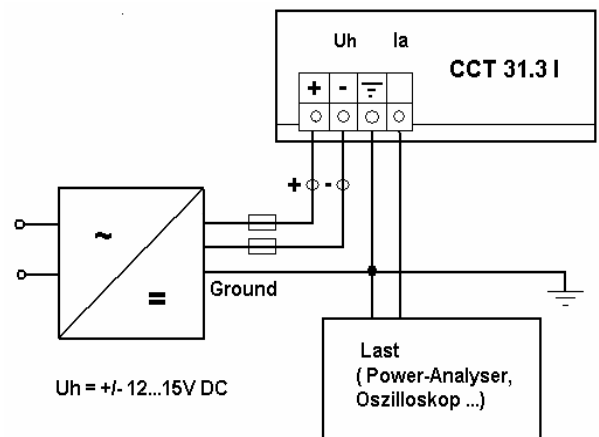 Uh Ia
CCT 31.3 I
+ -
+ -
~
=
Ground
Uh = +/- 12...15V DC
Last
( Power-Analyser,
Oszilloskop ...)